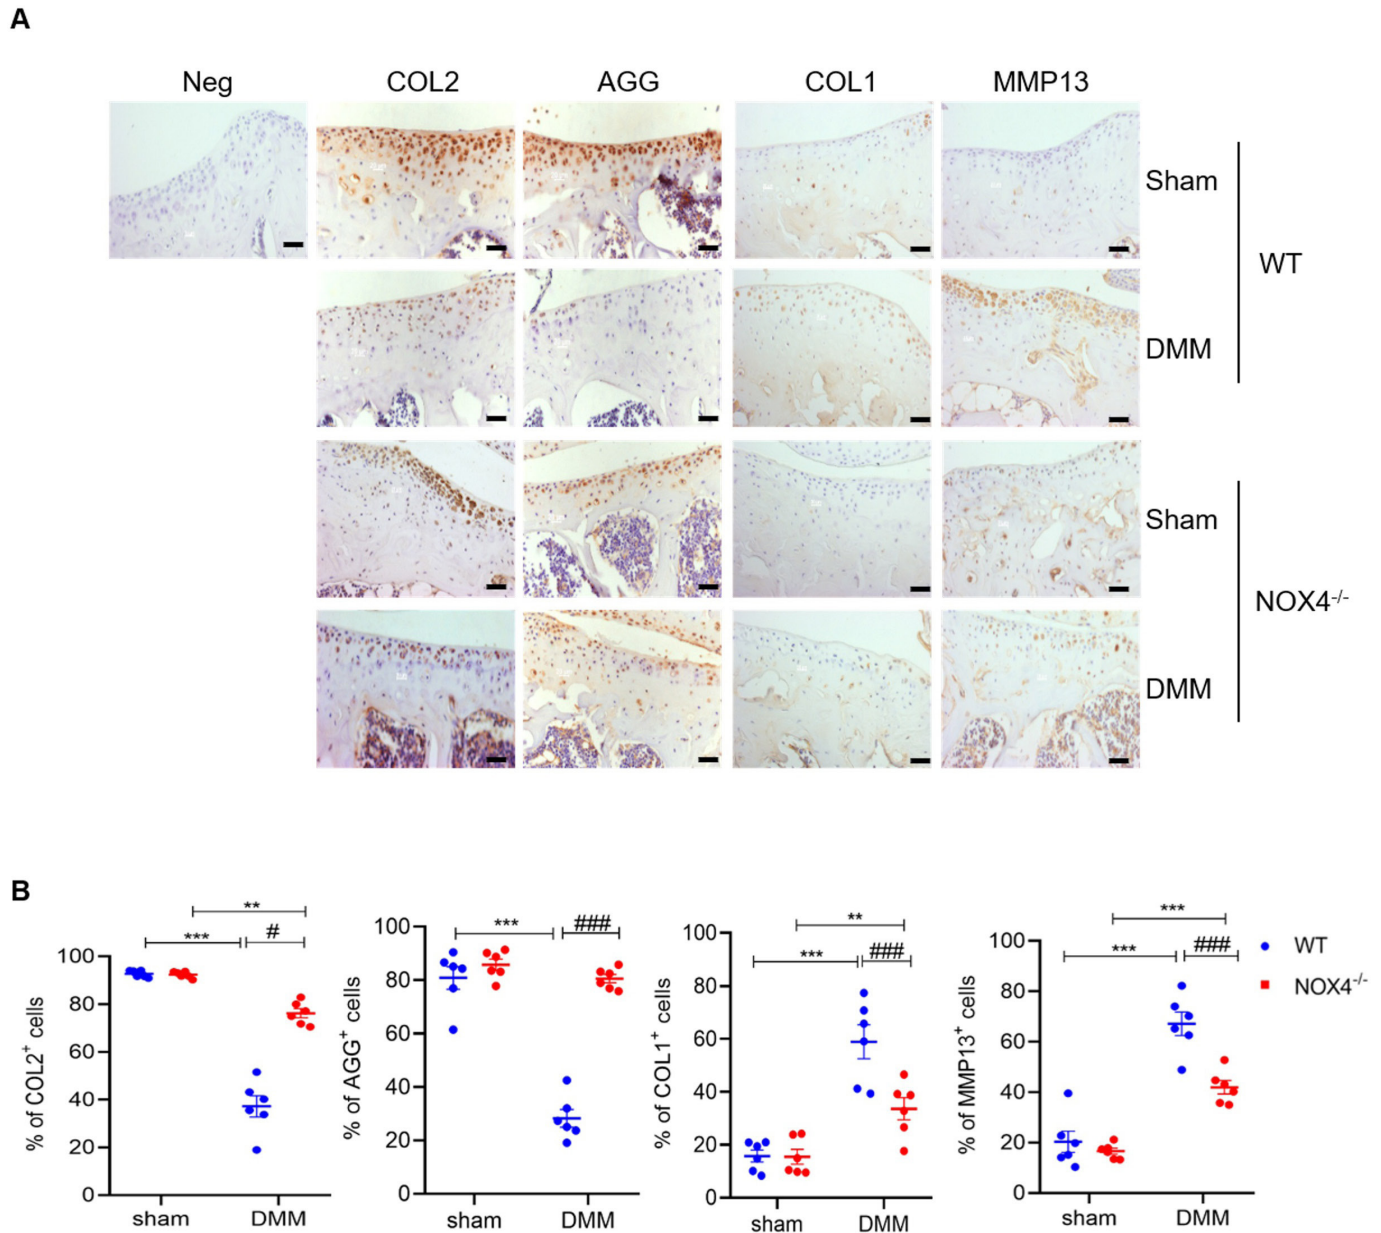 A
Neg COL2 AGG COL1 MMP13
Sham
WT
DMM
Sham
NOX4-/-
DMM
B
% of COL2+ cells
100
80
60
40
20
0
sham DMM
*** ** #
% of AGG+ cells
100
80
60
40
20
0
sham DMM
*** ###
% of COL1+ cells
100
80
60
40
20
0
sham DMM
*** ** ###
% of MMP13+ cells
100
80
60
40
20
0
sham DMM
*** *** ###
WT
NOX4-/-